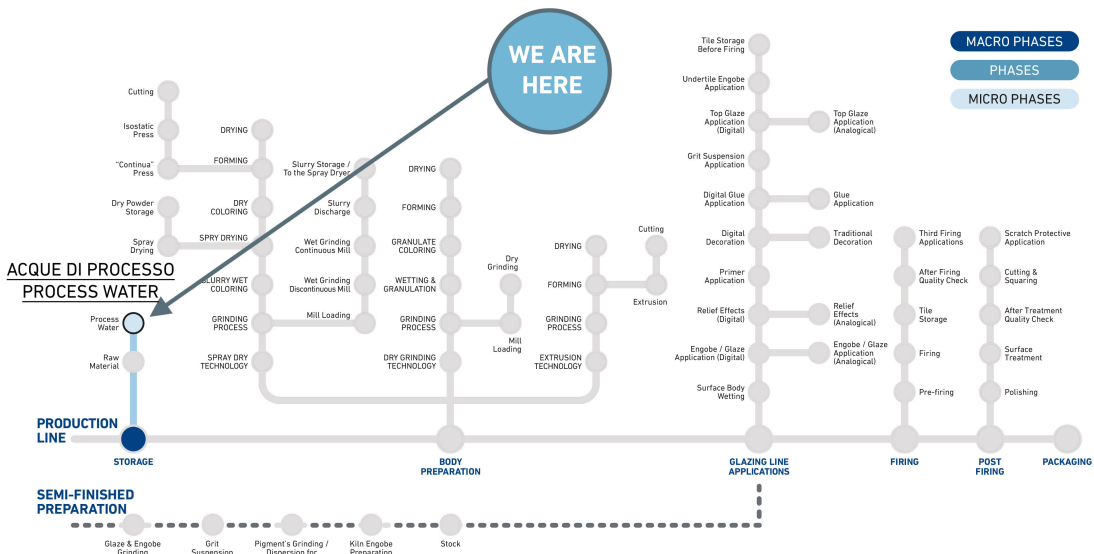 WE ARE
HERE
MACRO PHASES
PHASES
MICRO PHASES
ACQUE DI PROCESSO
PROCESS WATER
Process
Water
Raw
Material
Cutting
Isostatic
Press
"Continua"
Press
Dry Powder
Storage
Spray
Drying
DRYING
FORMING
DRY
COLORING
SPRY DRYING
SLURRY WET
COLORING
GRINDING
PROCESS
SPRAY DRY
TECHNOLOGY
Slurry Storage /
To the Spray Dryer
Slurry
Discharge
Wet Grinding
Continuous Mill
Wet Grinding
Discontinuous Mill
Mill Loading
DRYING
FORMING
GRANULATE
COLORING
WETTING &
GRANULATION
GRINDING
PROCESS
DRY GRINDING
TECHNOLOGY
Dry
Grinding
Mill
Loading
DRYING
FORMING
GRINDING
PROCESS
EXTRUSION
TECHNOLOGY
Cutting
Extrusion
Tile Storage
Before Firing
Undertile Engobe
Application
Top Glaze
Application
(Digital)
Top Glaze
Application
(Analogical)
Grit Suspension
Application
Digital Glue
Application
Glue
Application
Digital
Decoration
Traditional
Decoration
Primer
Application
Relief Effects
(Digital)
Relief
Effects
(Analogical)
Engobe / Glaze
Application (Digital)
Engobe / Glaze
Application
(Analogical)
Surface Body
Wetting
Third Firing
Applications
After Firing
Quality Check
Tile
Storage
Firing
Pre-firing
Scratch Protective
Application
Cutting &
Squaring
After Treatment
Quality Check
Surface
Treatment
Polishing
PRODUCTION
LINE
STORAGE
BODY
PREPARATION
GLAZING LINE
APPLICATIONS
FIRING
POST
FIRING
PACKAGING
SEMI-FINISHED
PREPARATION
Glaze & Engobe
Grinding
Grit
Suspension
Pigment's Grinding /
Dispersion for
Kiln Engobe
Preparation
Stock